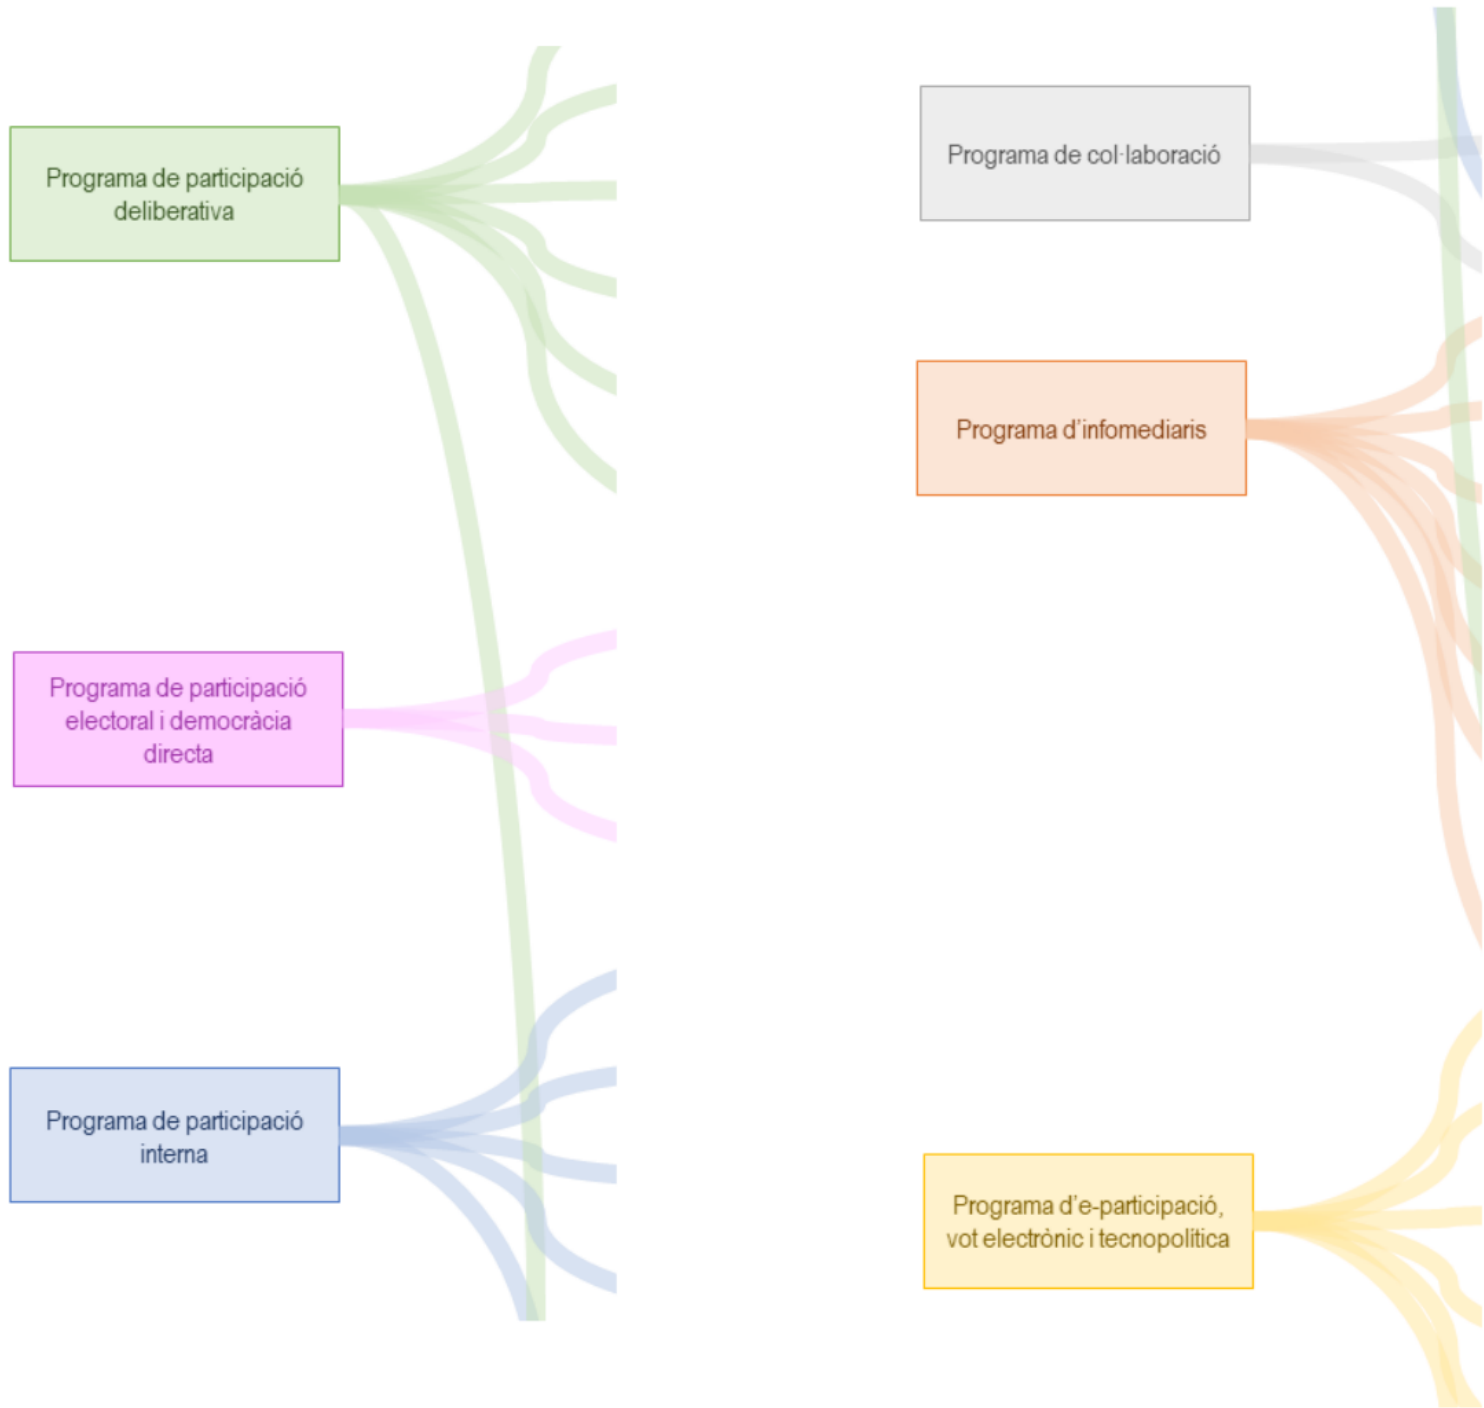 Programa de participació
deliberativa
Programa de participació
electoral i democràcia
directa
Programa de participació
interna
Programa de col·laboració
Programa d’infomediaris
Programa d’e-participació,
vot electrònic i tecnopolítica